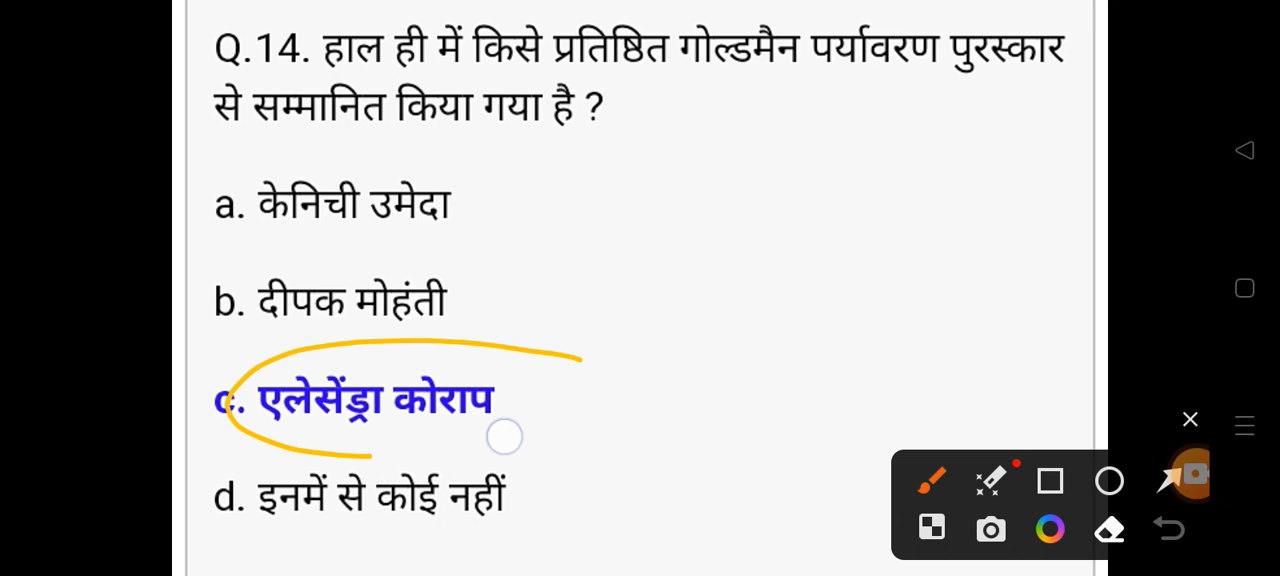 Q.14. हाल ही में किसे प्रतिष्ठित गोल्डमैन पर्यावरण पुरस्कार
से सम्मानित किया गया है ?
a. केनिची उमेदा
b. दीपक मोहंती
c. एलेसेंड्रा कोराप
d. इनमें से कोई नहीं